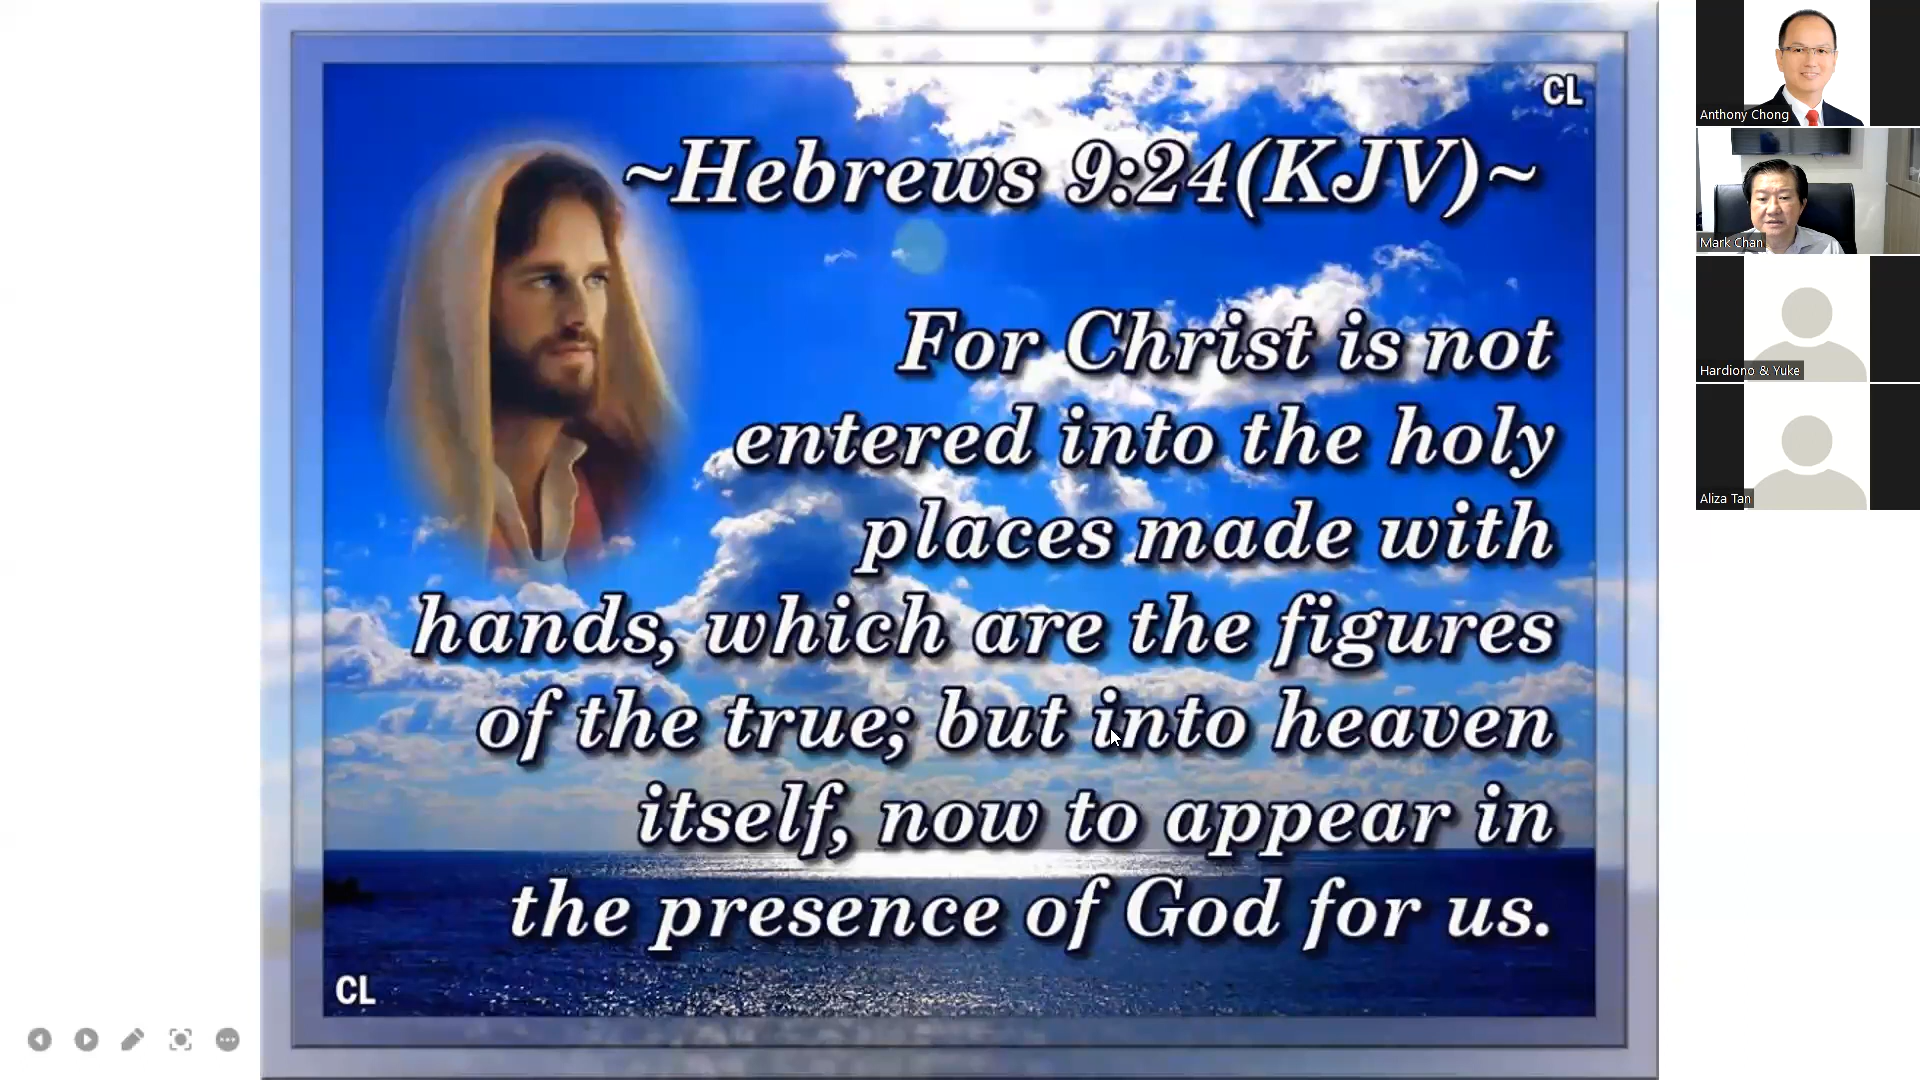 CL
~Hebrews 9:24(KJV)~
For Christ is not
entered into the holy
places made with
hands, which are the figures
of the true; but into heaven
itself, now to appear in
the presence of God for us.
CL
Anthony Chong
Mark Chan
Hardiono & Yuke
Aliza Tan